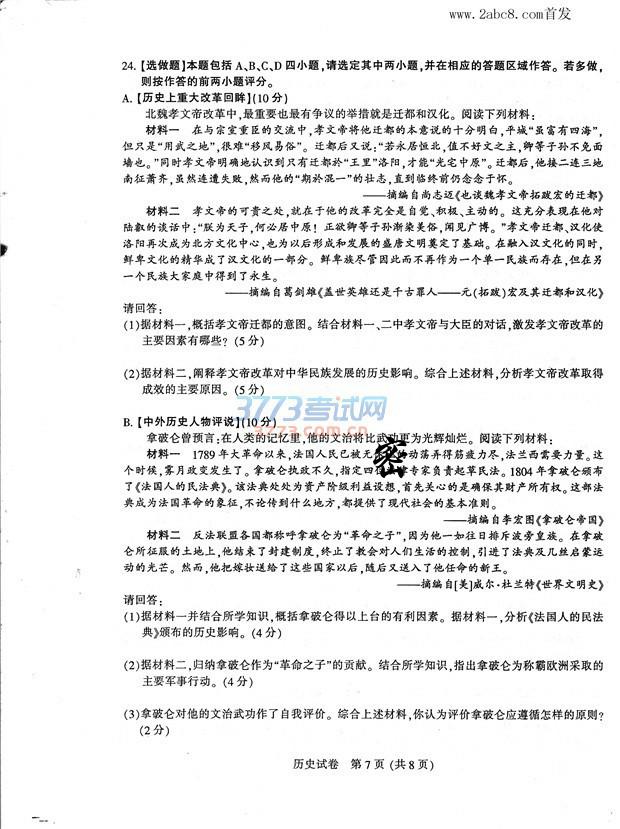 www.2abc8.com首发
24.【选做题】本题包括 A、B、C、D 四小题,请选定其中两小题,并在相应的答题区域作答。若多做,
则按作答的前两小题评分。
A.【历史上重大改革回眸】(10 分)
北魏孝文帝改革中,最重要也最有争议的举措就是迁都和汉化。阅读下列材料:
材料一 在与宗室重臣的交流中,孝文帝将他迁都的本意说的十分明白,平城“虽富有四海”,
但只是“用武之地”,很难“移风易俗”。迁都后又说:“若永居恒北,值不好文之主,卿等子孙不免面
墙也。”同时孝文帝明确地认识到只有迁都於“王里”洛阳,才能“光宅中原”。迁都后,他接二连三地
南征萧齐,虽然连遭失败,然而他的“期於混一”的壮志,直到临终前仍念念于怀。
——摘编自尚志迈《也谈魏孝文帝拓跋宏的迁都》
材料二 孝文帝的可贵之处,就在于他的改革完全是自觉、积极、主动的。这充分表现在他对
陆叡的谈话中:“朕为天子,何必居中原!正欲卿等子孙渐染美俗,闻见广博。”孝文帝迁都、汉化使
洛阳再次成为北方文化中心,也为以后形成和发展的盛唐文明奠定了基础。在融入汉文化的同时,
鲜卑文化的精华成了汉文化的一部分。鲜卑族尽管因此而不再作为一个单一民族而存在,但在另
一个民族大家庭中得到了永生。
——摘编自葛剑雄《盖世英雄还是千古罪人——元(拓跋)宏及其迁都和汉化》
请回答:
(1)据材料一,概括孝文帝迁都的意图。结合材料一、二中孝文帝与大臣的对话,激发孝文帝改革的
主要因素有哪些?(5 分)
(2)据材料二,阐释孝文帝改革对中华民族发展的历史影响。综合上述材料,分析孝文帝改革取得
成效的主要原因。(5 分)
3773考试网
B.【中外历史人物评说】(10 分)
www.3773.com.cn
拿破仑曾预言:在人类的记忆里,他的文治将比武功更为光辉灿烂。阅读下列材料:
密
材料一 1789 年大革命以来,法国人民已被无 的动荡弄得筋疲力尽,法兰西需要力量。这
个时候,雾月政变发生了。拿破仑执政不久,指定四 专家负责起草民法。1804 年拿破仑颁布
了《法国人的民法典》。该法典处处为资产阶级利益设想,首先关心的是确保其财产所有权。这部法
典成为法国革命的象征,不论传到什么地方,都提供了现代社会的基本准则。
——摘编自李宏图《拿破仑帝国》
材料二 反法联盟各国都称呼拿破仑为“革命之子”,因为他一如往日排斥波旁皇族。在拿破
仑所征服的土地上,他结束了封建制度,终止了教会对人们生活的控制,引进了法典及几丝启蒙运
动的光芒。然而,他把嫁妆送给了这些国家以后,随后又送入了他任命的新王。
——摘编自[美]威尔·杜兰特《世界文明史》
请回答:
(1)据材料一并结合所学知识,概括拿破仑得以上台的有利因素。据材料一,分析《法国人的民法
典》颁布的历史影响。(4 分)
(2)据材料二,归纳拿破仑作为“革命之子”的贡献。结合所学知识,指出拿破仑为称霸欧洲采取的
主要军事行动。(4 分)
(3)拿破仑对他的文治武功作了自我评价。综合上述材料,你认为评价拿破仑应遵循怎样的原则?
(2 分)
历史试卷 第 7 页 (共 8 页)